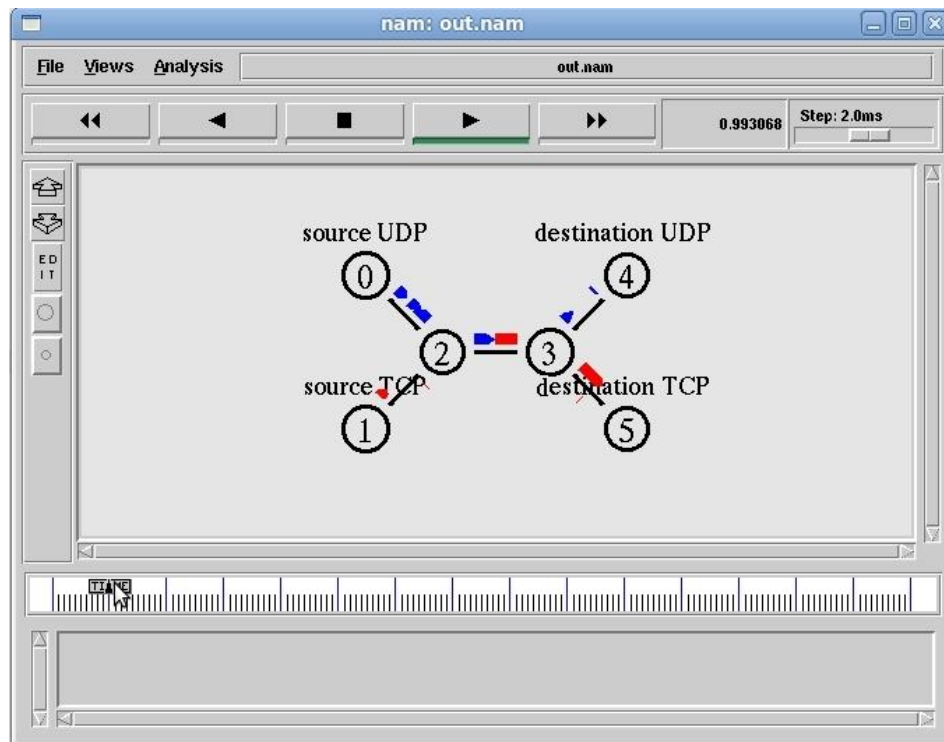 nam: out.nam
File Views Analysis out.nam
0.993068 Step: 2.0ms
ED
IT
source UDP destination UDP
0 4
2 3
source TCP destination TCP
1 5
TIME